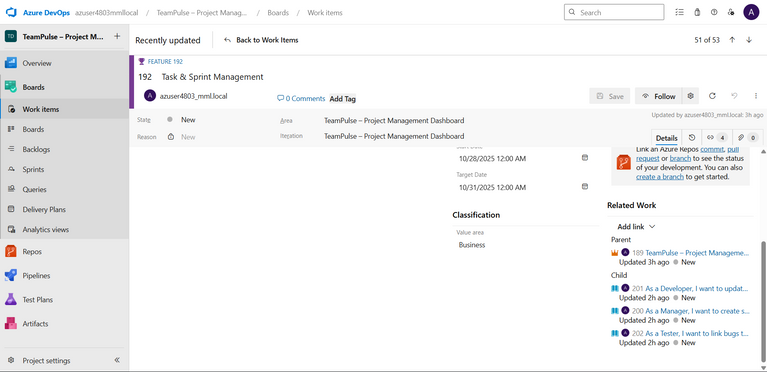 Azure DevOps azuser4803mmllocal / TeamPulse – Project Manag... / Boards / Work items Search A
TD TeamPulse – Project M... +
Overview
Boards
Work items
Boards
Backlogs
Sprints
Queries
Delivery Plans
Analytics views
Repos
Pipelines
Test Plans
Artifacts
Project settings
Recently updated Back to Work Items 51 of 53
FEATURE 192
192 Task & Sprint Management
A azuser4803_mml.local 0 Comments Add Tag Save Follow
Updated by azuser4803_mml.local: 3h ago
State New Area TeamPulse – Project Management Dashboard
Reason New Iteration TeamPulse – Project Management Dashboard
Details 4 0
10/28/2025 12:00 AM
Target Date
10/31/2025 12:00 AM
Classification
Value area
Business
Link an Azure Repos commit, pull
request or branch to see the status
of your development. You can also
create a branch to get started.
Related Work
Add link
Parent
A 189 TeamPulse – Project Manageme...
Updated 3h ago New
Child
A 201 As a Developer, I want to updat...
Updated 2h ago New
A 200 As a Manager, I want to create s...
Updated 2h ago New
A 202 As a Tester, I want to link bugs t...
Updated 2h ago New